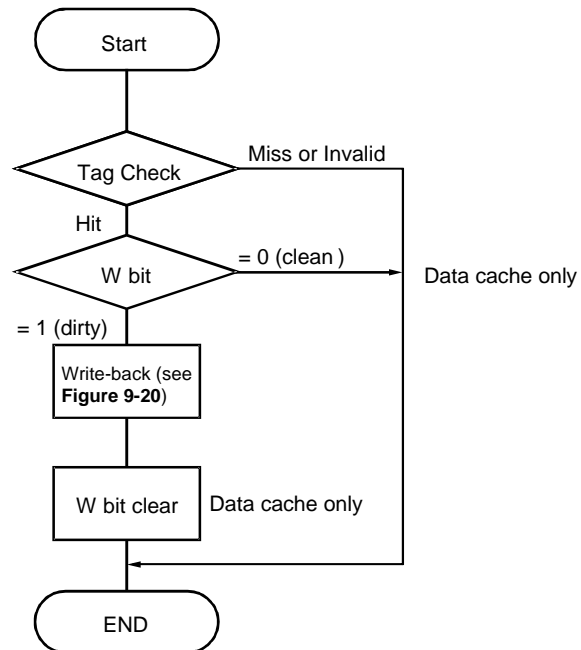 Start
Miss or Invalid
Tag Check
Hit
= 0 (clean )
W bit
Data cache only
= 1 (dirty)
Write-back (see
Figure 9-20)
W bit clear
Data cache only
END